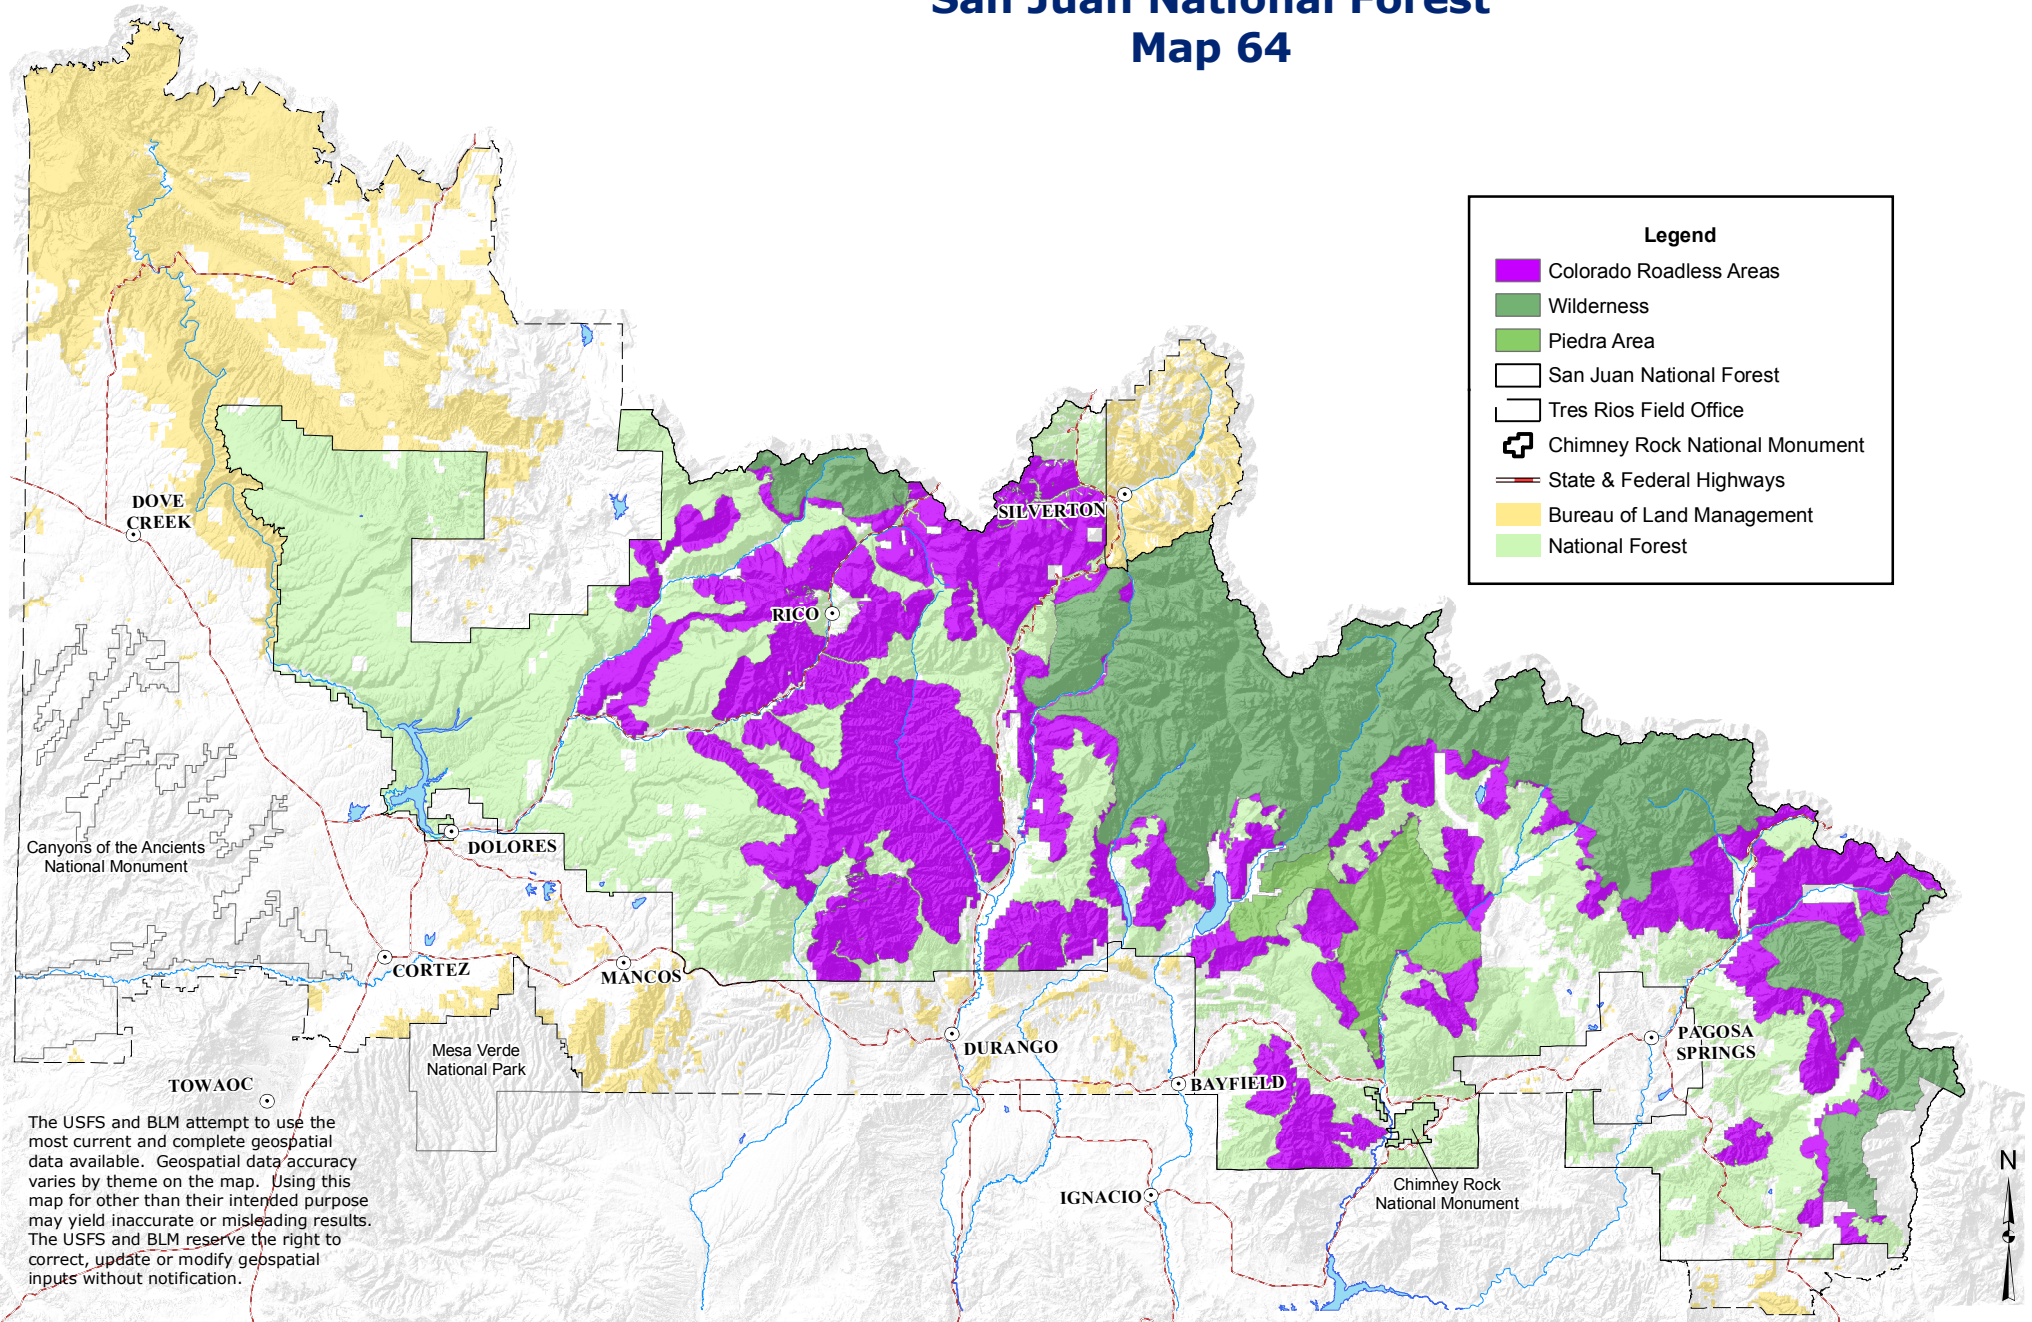 San Juan National Forest
Map 64
Legend
Colorado Roadless Areas
Wilderness
Piedra Area
San Juan National Forest
Tres Rios Field Office
Chimney Rock National Monument
State & Federal Highways
Bureau of Land Management
National Forest
DOVE
CREEK
SILVERTON
RICO
Canyons of the Ancients
National Monument
DOLORES
CORTEZ
MANCOS
Mesa Verde
National Park
DURANGO
PAGOSA
SPRINGS
TOWAOC
BAYFIELD
IGNACIO
Chimney Rock
National Monument
The USFS and BLM attempt to use the
most current and complete geospatial
data available. Geospatial data accuracy
varies by theme on the map. Using this
map for other than their intended purpose
may yield inaccurate or misleading results.
The USFS and BLM reserve the right to
correct, update or modify geospatial
inputs without notification.
N